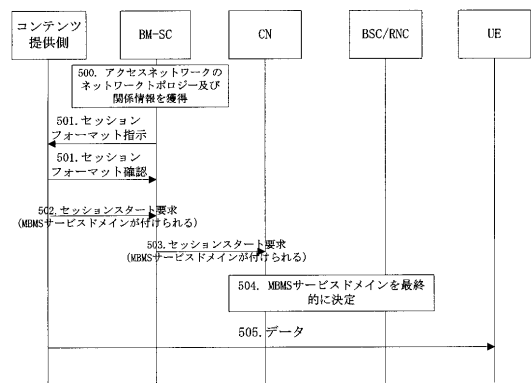 コンテンツ
提供側
BM-SC
CN
BSC/RNC
UE
500. アクセスネットワークの
ネットワークトポロジー及び
関係情報を獲得
501.セッション
フォーマット指示
501.セッション
フォーマット確認
502.セッションスタート要求
(MBMSサービスドメインが付けられる)
503.セッションスタート要求
(MBMSサービスドメインが付けられる)
504. MBMSサービスドメインを最終
的に決定
505.データ